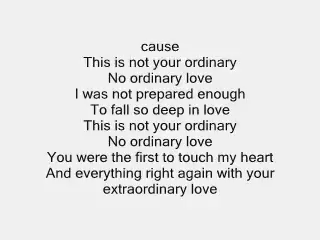 cause
This is not your ordinary
No ordinary love
I was not prepared enough
To fall so deep in love
This is not your ordinary
No ordinary love
You were the first to touch my heart
And everything right again with your
extraordinary love